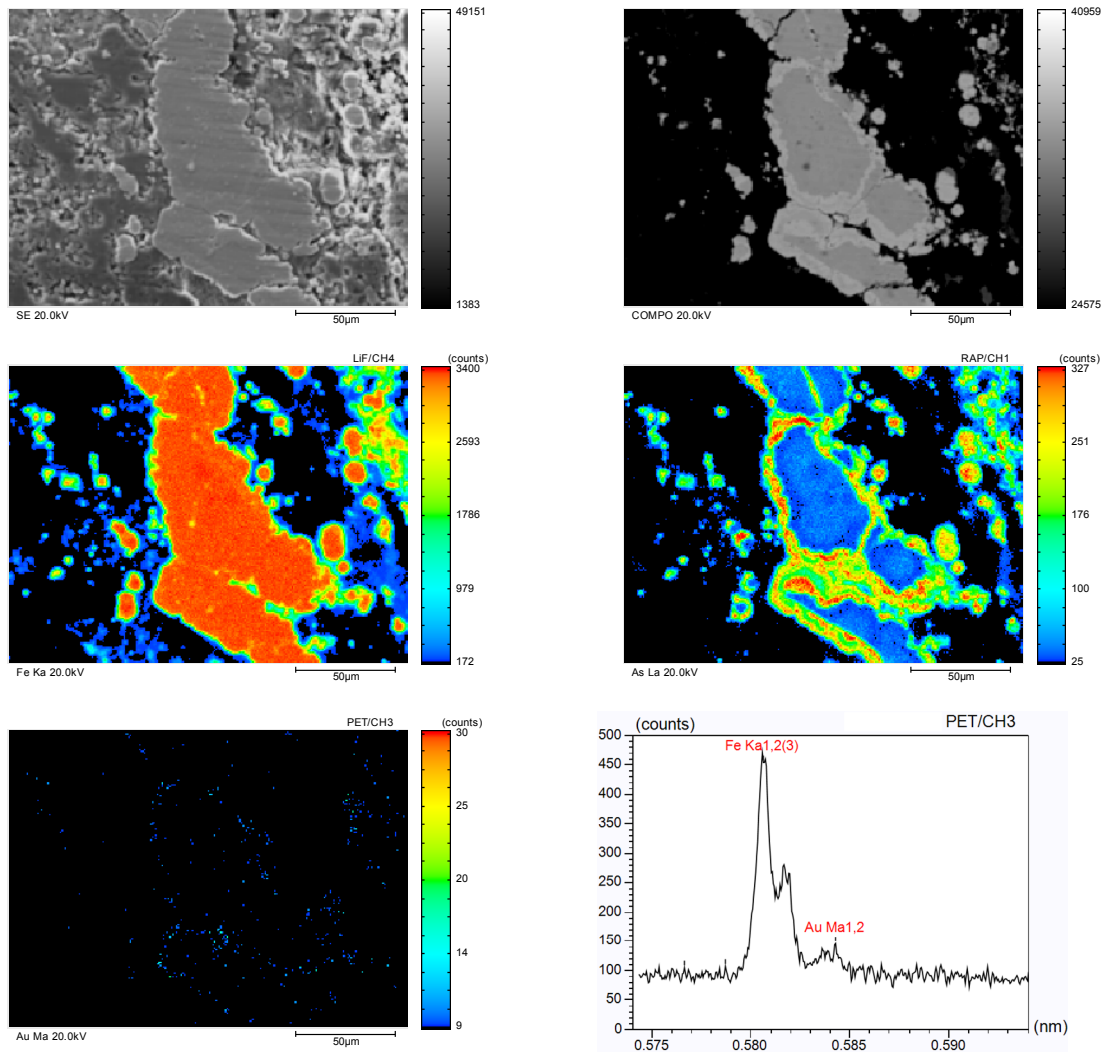 49151
1383
SE 20.0kV
50μm
40959
24575
COMPO 20.0kV
50μm
LiF/CH4
(counts)
3400
2593
1786
979
172
Fe Ka 20.0kV
50μm
RAP/CH1
(counts)
327
251
176
100
25
As La 20.0kV
50μm
PET/CH3
(counts)
30
25
20
14
9
Au Ma 20.0kV
50μm
(counts)
PET/CH3
500
450
400
350
300
250
200
150
100
50
0
Fe Ka1,2(3)
Au Ma1,2
(nm)
0.575
0.580
0.585
0.590